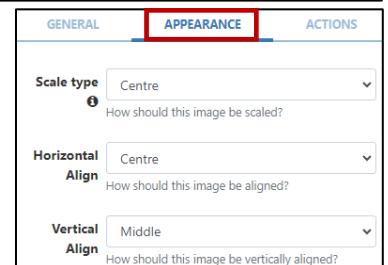 GENERAL APPEARANCE ACTIONS
Scale type Centre
How should this image be scaled?
Horizontal Align Centre
How should this image be aligned?
Vertical Align Middle
How should this image be vertically aligned?